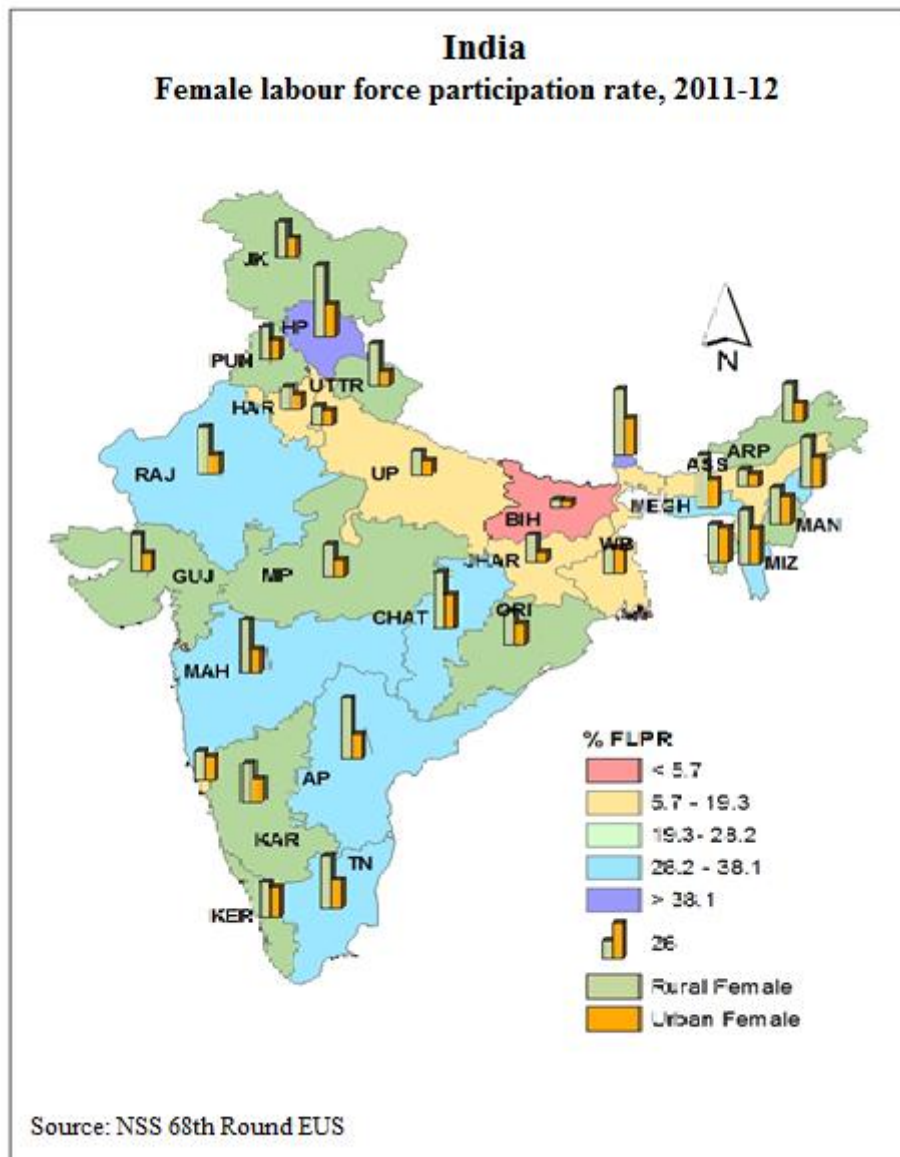 India
Female labour force participation rate, 2011-12
JK
HP
PUN
UTTR
HAR
RAJ
UP
ARP
ASS
MEGH
BIH
MAN
JHAR
WB
MIZ
GUJ
MP
CHAT
ORI
MAH
AP
KAR
TN
KER
N
% FLPR
< 5.7
5.7 - 19.3
19.3- 28.2
28.2 - 38.1
> 38.1
26
Rural Female
Urban Female
Source: NSS 68th Round EUS